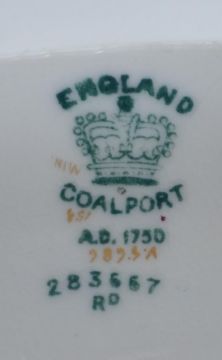 ENGLAND
COALPORT
A.D. 1750
283667
RD